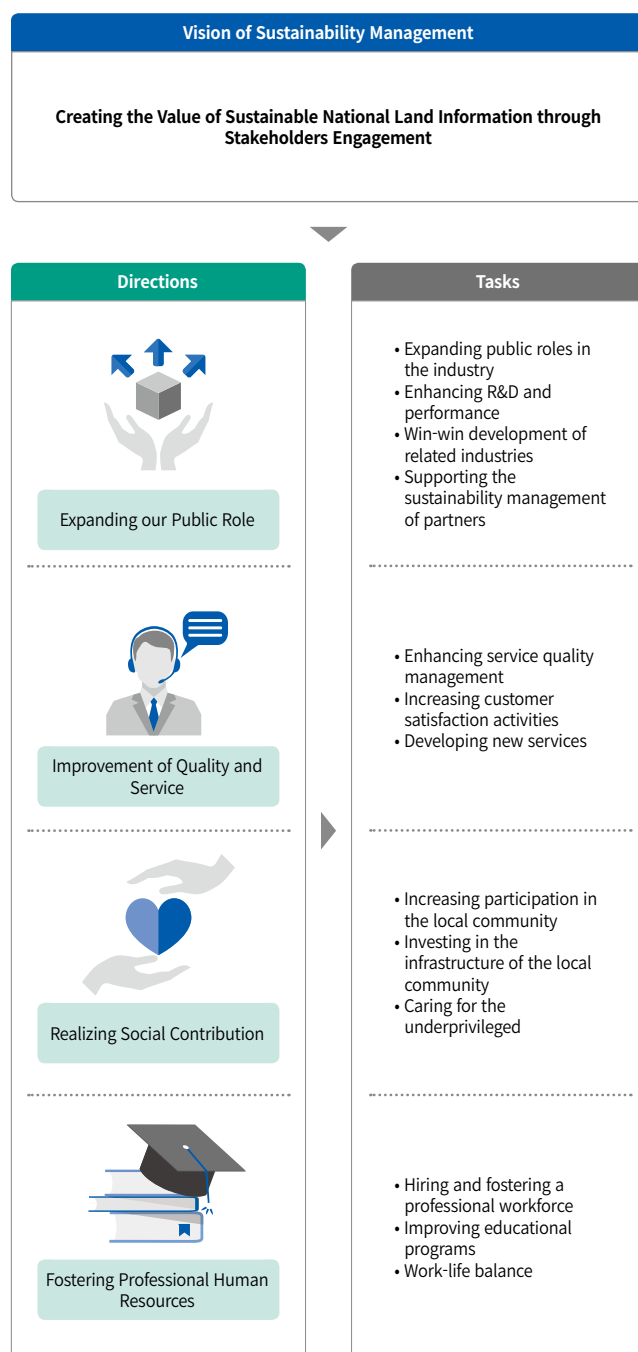 Vision of Sustainability Management
Creating the Value of Sustainable National Land Information through
Stakeholders Engagement
Directions
Expanding our Public Role
Improvement of Quality and
Service
Realizing Social Contribution
Fostering Professional Human
Resources
Tasks
• Expanding public roles in
the industry
• Enhancing R&D and
performance
• Win-win development of
related industries
• Supporting the
sustainability management
of partners
• Enhancing service quality
management
• Increasing customer
satisfaction activities
• Developing new services
• Increasing participation in
the local community
• Investing in the
infrastructure of the local
community
• Caring for the
underprivileged
• Hiring and fostering a
professional workforce
• Improving educational
programs
• Work-life balance